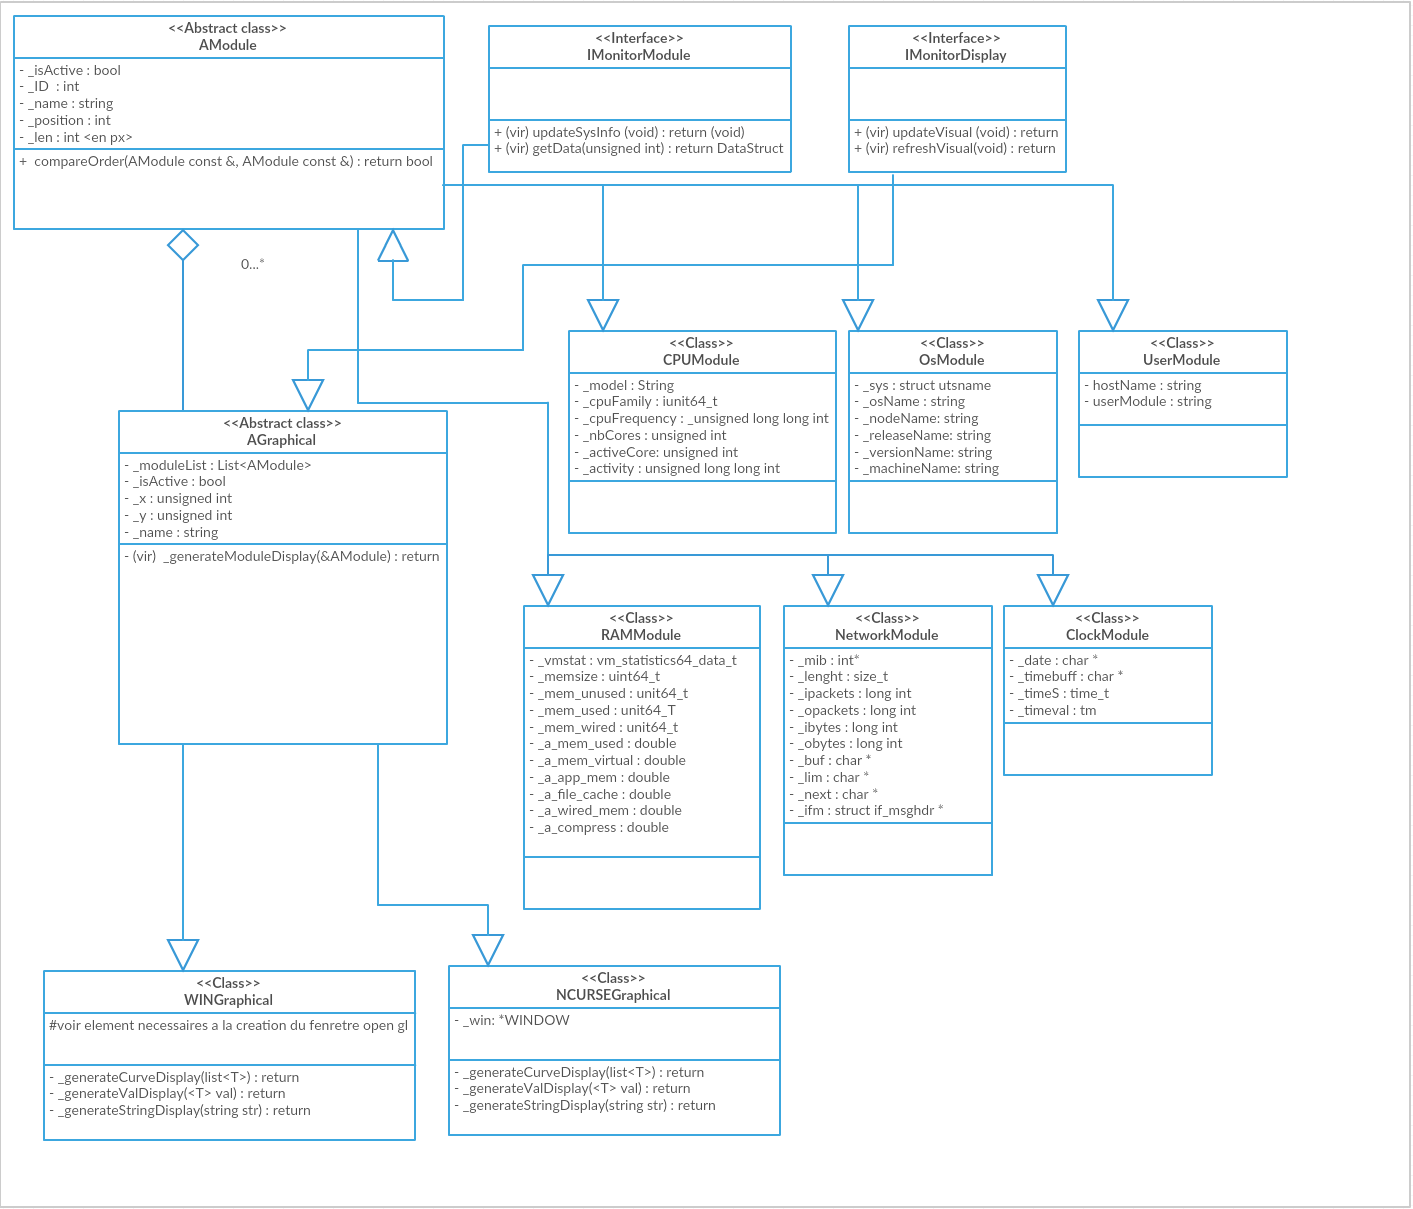 <<Abstract class>>
AModule
- _isActive : bool
- _ID  : int
- _name : string
- _position : int
- _len : int <en px>
+  compareOrder(AModule const &, AModule const &) : return bool
<<Interface>>
IMonitorModule
+ (vir) updateSysInfo (void) : return (void)
+ (vir) getData(unsigned int) : return DataStruct
<<Interface>>
IMonitorDisplay
+ (vir) updateVisual (void) : return
+ (vir) refreshVisual(void) : return
0...*
<<Class>>
CPUModule
- _model : String
- _cpuFamily : iunit64_t
- _cpuFrequency : _unsigned long long int
- _nbCores : unsigned int
- _activeCore: unsigned int
- _activity : unsigned long long int
<<Class>>
OsModule
- _sys : struct utsname
- _osName : string
- _nodeName: string
- _releaseName: string
- _versionName: string
- _machineName: string
<<Class>>
UserModule
- hostName : string
- userModule : string
<<Abstract class>>
AGraphical
- _moduleList : List<AModule>
- _isActive : bool
- _x : unsigned int
- _y : unsigned int
- _name : string
- (vir)  _generateModuleDisplay(&AModule) : return
<<Class>>
RAMModule
- _vmstat : vm_statistics64_data_t
- _memsize : uint64_t
- _mem_unused : unit64_t
- _mem_used : unit64_T
- _mem_wired : unit64_t
- _a_mem_used : double
- _a_mem_virtual : double
- _a_app_mem : double
- _a_file_cache : double
- _a_wired_mem : double
- _a_compress : double
<<Class>>
NetworkModule
- _mib : int*
- _lenght : size_t
- _ipackets : long int
- _opackets : long int
- _ibytes : long int
- _obytes : long int
- _buf : char *
- _lim : char *
- _next : char *
- _ifm : struct if_msghdr *
<<Class>>
ClockModule
- _date : char *
- _timebuff : char *
- _timeS : time_t
- _timeval : tm
<<Class>>
WINGraphical
#voir element necessaires a la creation du fenretre open gl
- _generateCurveDisplay(list<T>) : return
- _generateValDisplay(<T> val) : return
- _generateStringDisplay(string str) : return
<<Class>>
NCURSEGraphical
- _win: *WINDOW
- _generateCurveDisplay(list<T>) : return
- _generateValDisplay(<T> val) : return
- _generateStringDisplay(string str) : return